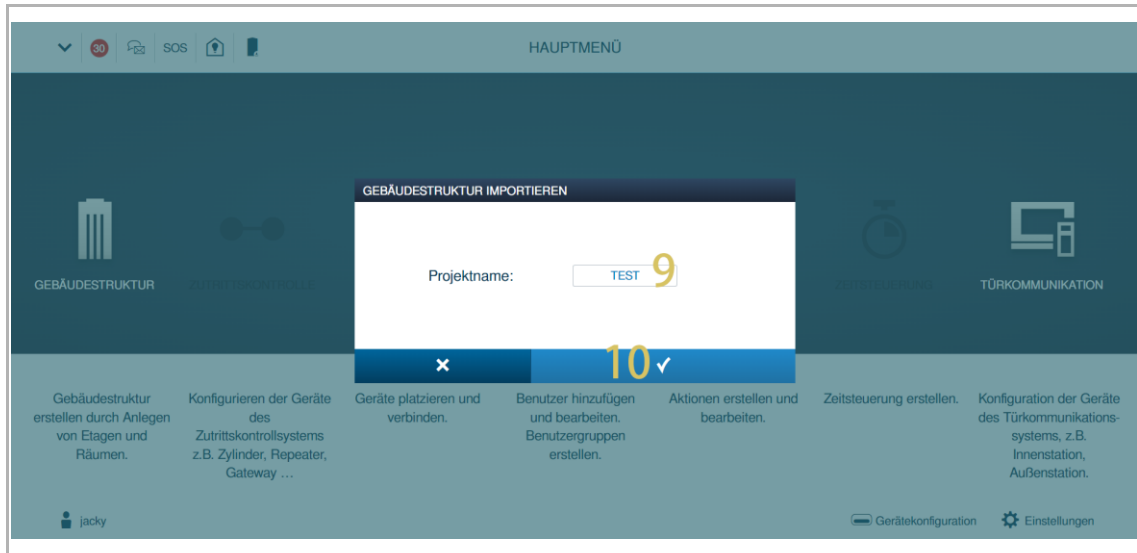 30
SOS
HAUPTMENÜ
GEBÄUDESTRUKTUR IMPORTIEREN
Projektname:
TEST
9
10
GEBÄUDESTRUKTUR
ZUTRITTSKONTROLLE
ZEITSTEUERUNG
TÜRKOMMUNIKATION
Gebäudestruktur
erstellen durch Anlegen
von Etagen und
Räumen.
Konfigurieren der Geräte
des
Zutrittskontrollsystems
z.B. Zylinder, Repeater,
Gateway ...
Geräte platzieren und
verbinden.
Benutzer hinzufügen
und bearbeiten.
Benutzergruppen
erstellen.
Aktionen erstellen und
bearbeiten.
Zeitsteuerung erstellen.
Konfiguration der Geräte
des Türkommunikations-
systems, z.B.
Innenstation,
Außenstation.
jacky
Gerätekonfiguration
Einstellungen